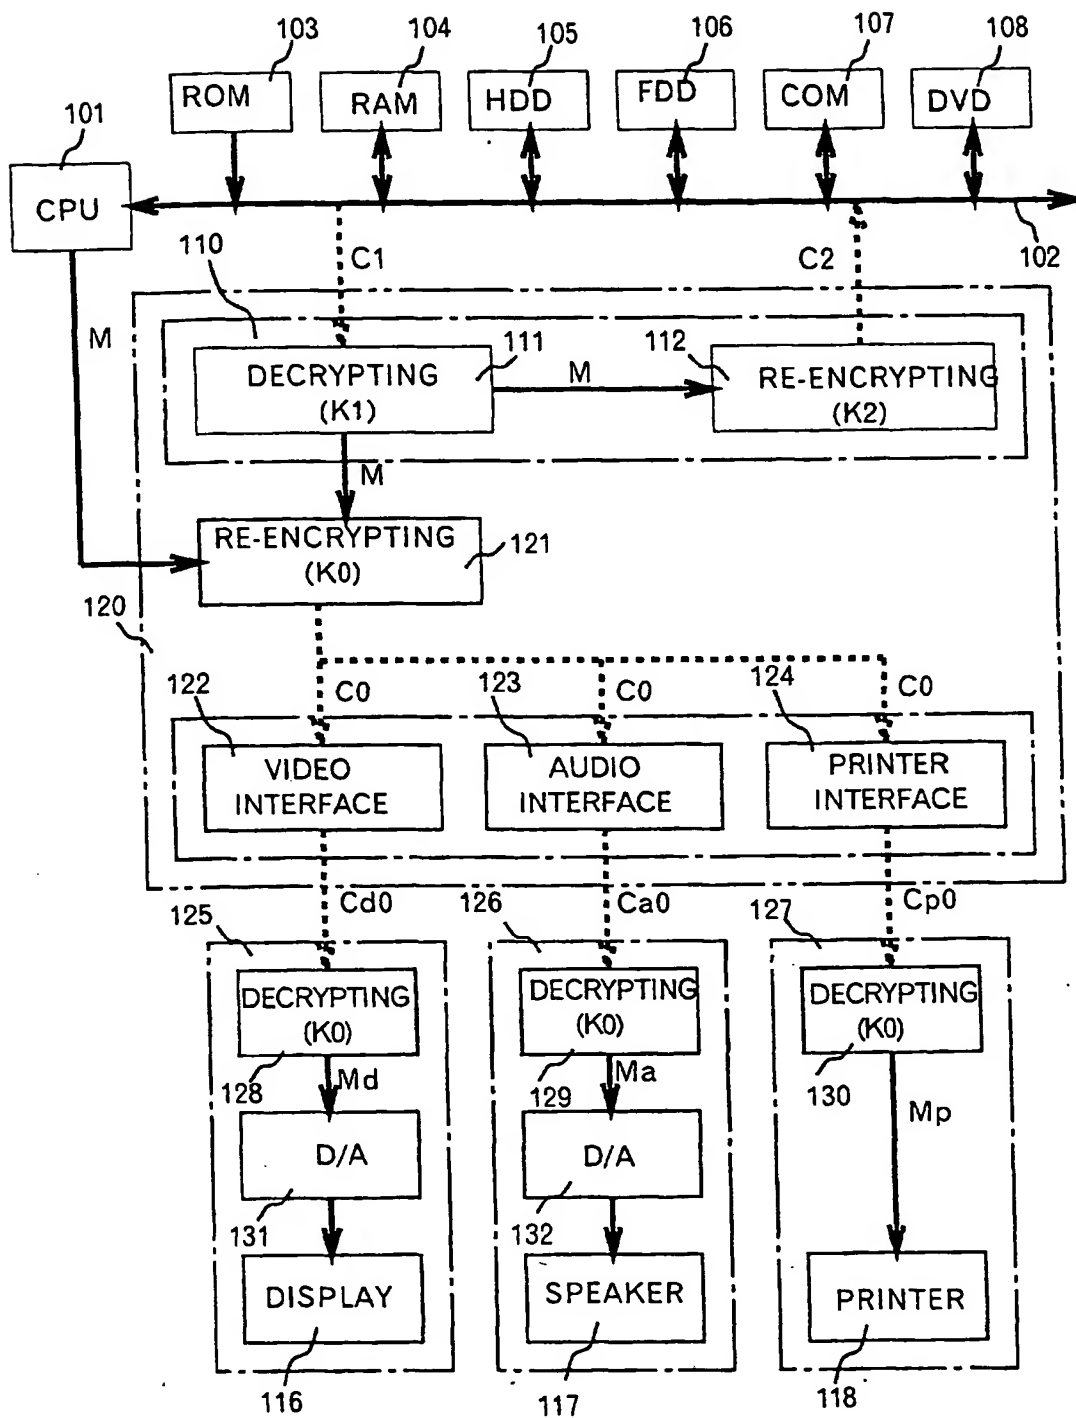 103
104
105
106
107
108
ROM
RAM
HDD
FDD
COM
DVD
101
CPU
102
110
C1
C2
M
111
112
DECRYPTING
(K1)
M
RE-ENCRYPTING
(K2)
M
RE-ENCRYPTING
(K0)
121
120
122
C0
123
C0
124
C0
VIDEO
INTERFACE
AUDIO
INTERFACE
PRINTER
INTERFACE
125
Cd0
126
Ca0
127
Cp0
DECRYPTING
(K0)
DECRYPTING
(K0)
DECRYPTING
(K0)
128
Md
129
Ma
130
Mp
D/A
D/A
131
132
DISPLAY
SPEAKER
PRINTER
116
117
118